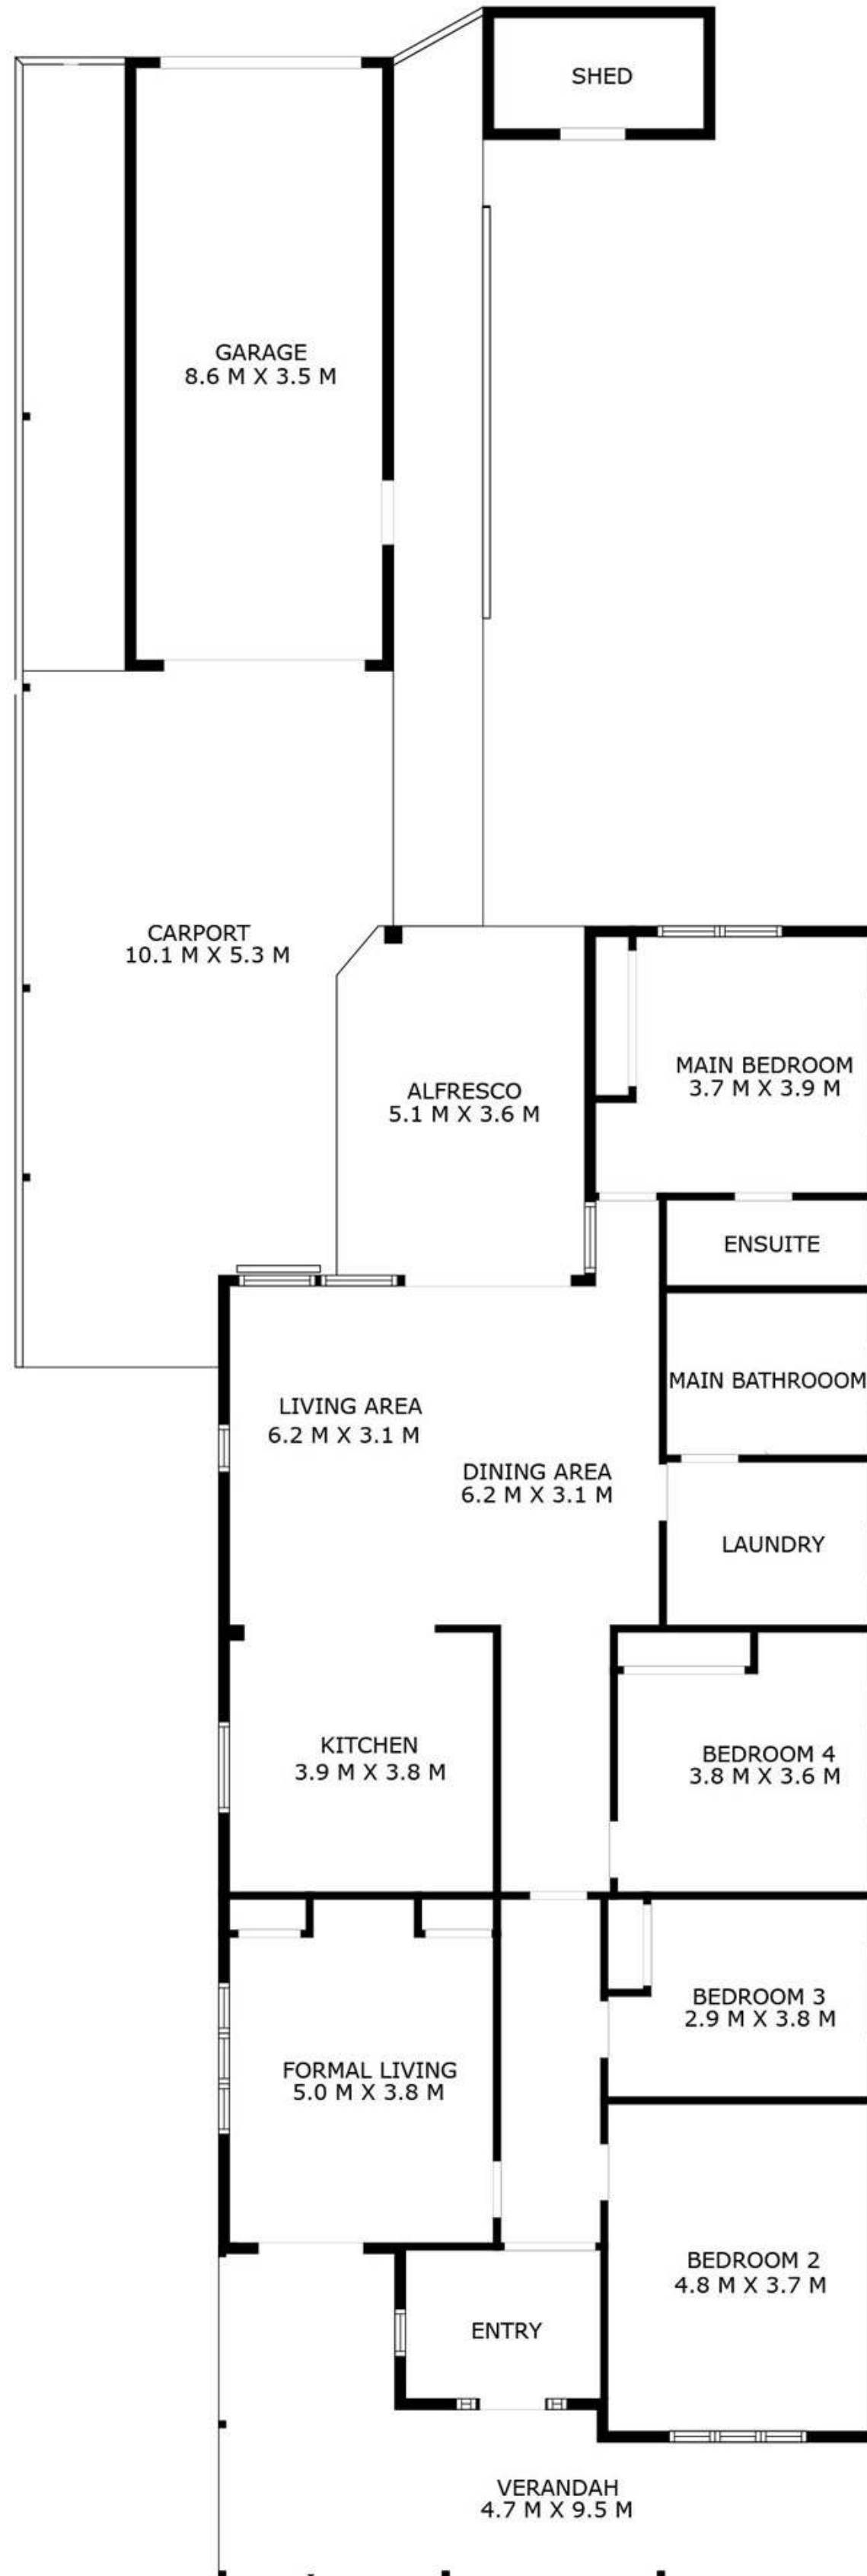 SHED
GARAGE
8.6 M X 3.5 M
CARPORT
10.1 M X 5.3 M
MAIN BEDROOM
3.7 M X 3.9 M
ALFRESCO
5.1 M X 3.6 M
ENSUITE
MAIN BATHROOOM
LIVING AREA
6.2 M X 3.1 M
DINING AREA
6.2 M X 3.1 M
LAUNDRY
KITCHEN
3.9 M X 3.8 M
BEDROOM 4
3.8 M X 3.6 M
BEDROOM 3
2.9 M X 3.8 M
FORMAL LIVING
5.0 M X 3.8 M
BEDROOM 2
4.8 M X 3.7 M
ENTRY
VERANDAH
4.7 M X 9.5 M